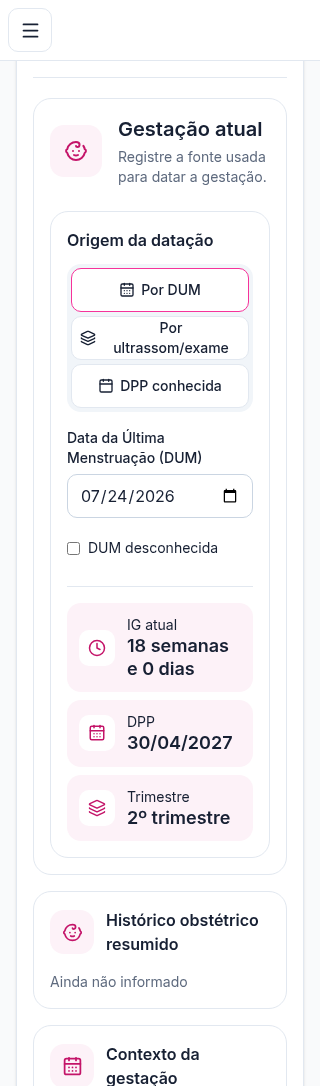 Gestação atual
Registre a fonte usada
para datar a gestação.
Origem da datação
Por DUM
Por
ultrassom/exame
DPP conhecida
Data da Última
Menstruação (DUM)
07/24/2026
DUM desconhecida
IG atual
18 semanas
e 0 dias
DPP
30/04/2027
Trimestre
2º trimestre
Histórico obstétrico
resumido
Ainda não informado
Contexto da
gestação